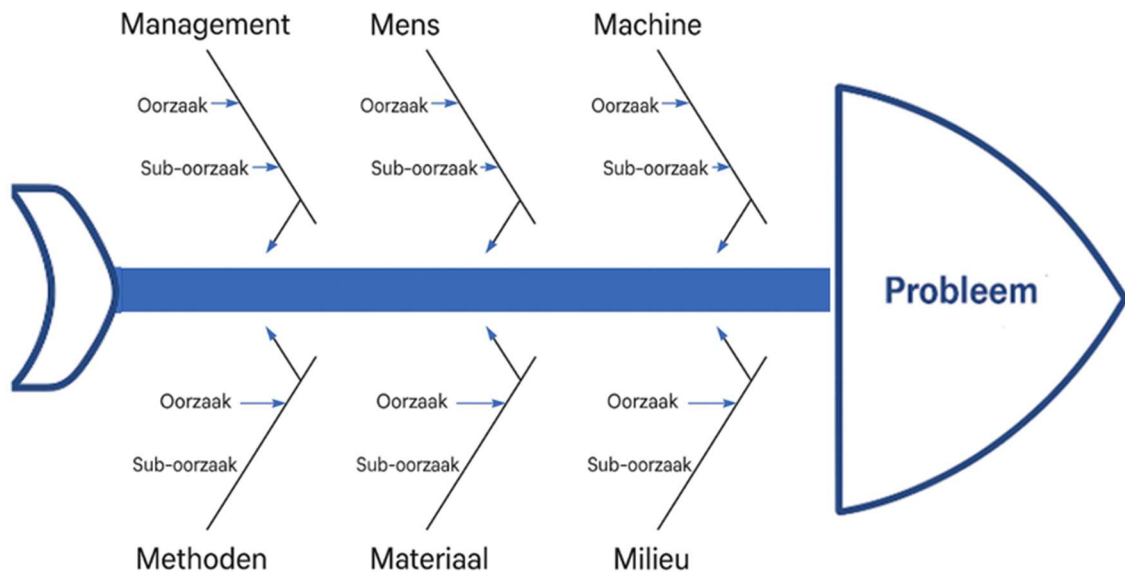 Management
Mens
Machine
Oorzaak
Oorzaak
Oorzaak
Sub-oorzaak
Sub-oorzaak
Sub-oorzaak
Probleem
Oorzaak
Oorzaak
Oorzaak
Sub-oorzaak
Sub-oorzaak
Sub-oorzaak
Methoden
Materiaal
Milieu